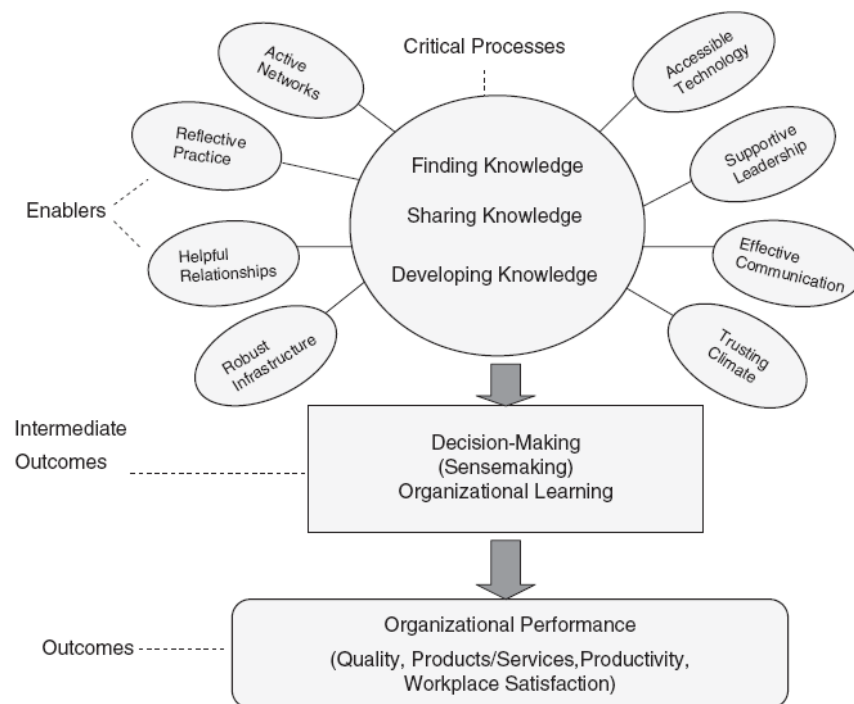 Critical Processes
Active
Networks
Reflective
Practice
Helpful
Relationships
Robust
Infrastructure
Enablers
Finding Knowledge
Sharing Knowledge
Developing Knowledge
Accessible
Technology
Supportive
Leadership
Effective
Communication
Trusting
Climate
Intermediate
Outcomes
Decision-Making
(Sensemaking)
Organizational Learning
Outcomes
Organizational Performance
(Quality, Products/Services,Productivity,
Workplace Satisfaction)